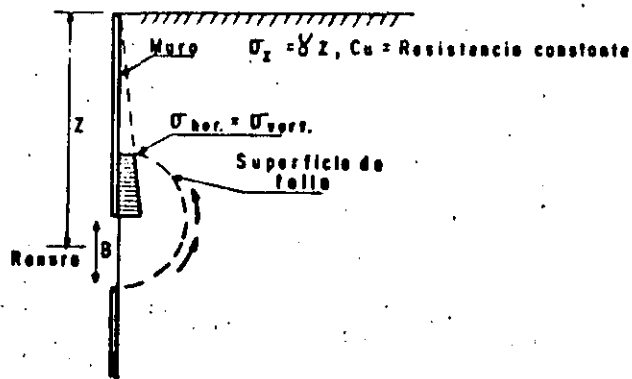 Muro
σz = γ z, Cu = Resistencia constante
Z
σhor. = σvert.
Superficie de
falla
B
Ranura